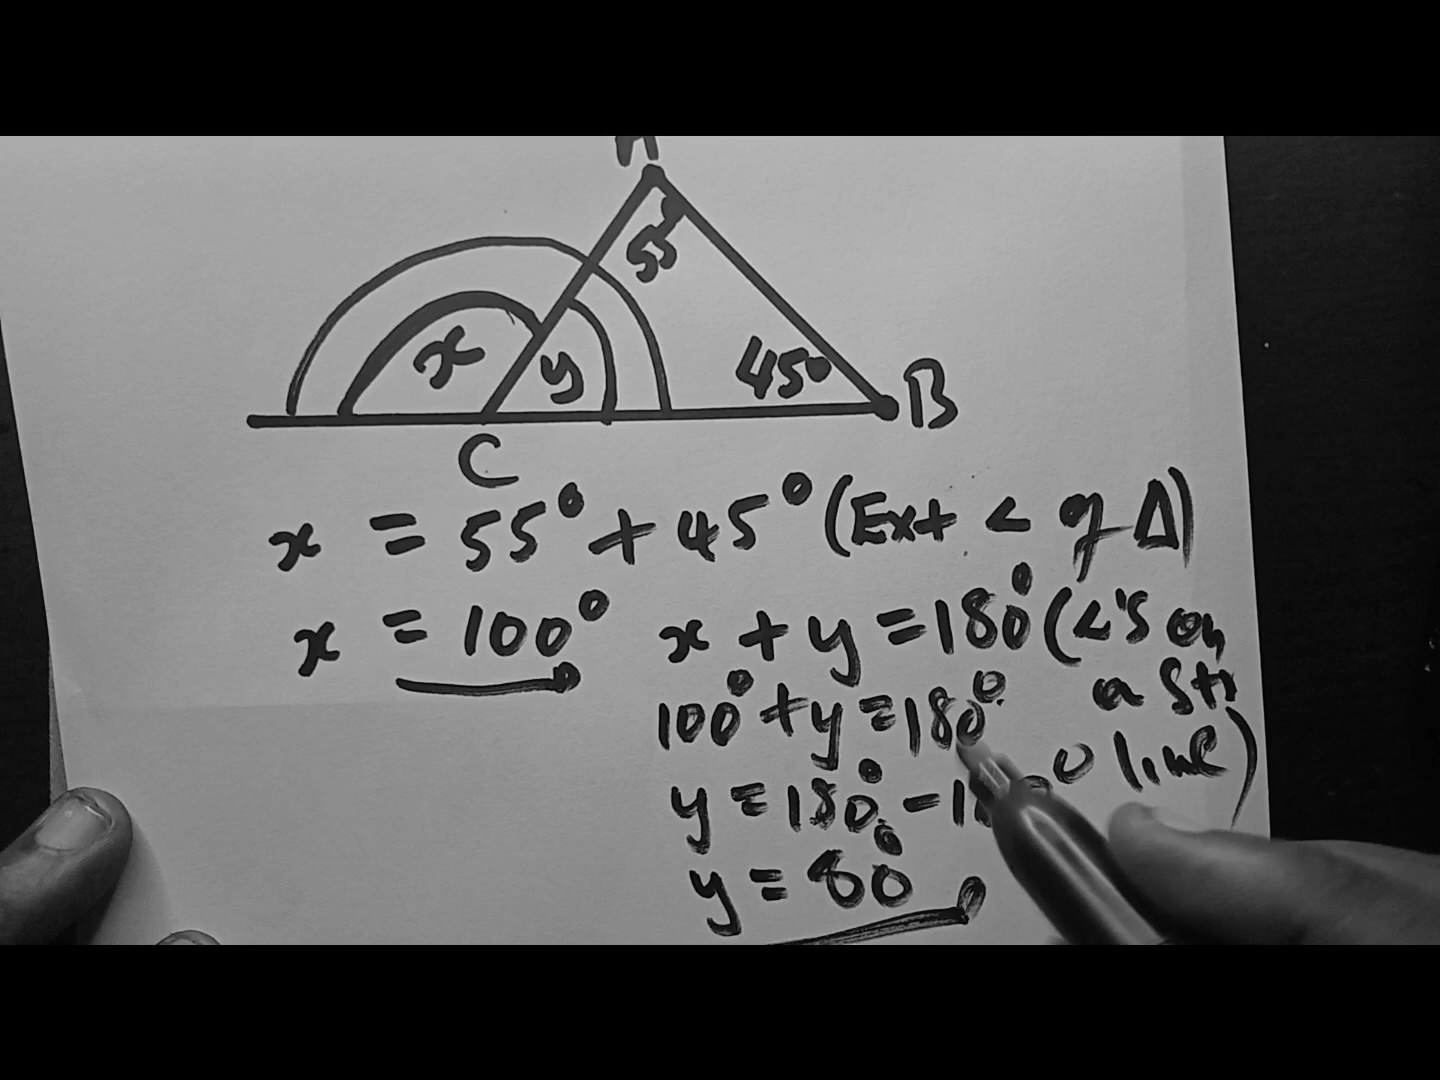 A
55
x
y
45°
B
C
x = 55° + 45° (Ext < of Δ)
x = 100°
x + y = 180° (<'s on a Str line)
100° + y = 180°
y = 180° -
y = 80°